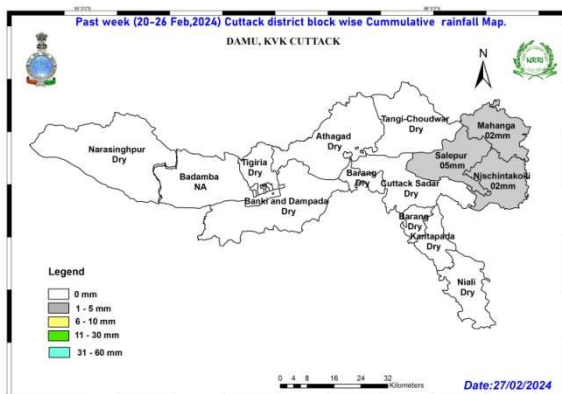 Past week (20-26 Feb,2024) Cuttack district block wise Cummulative rainfall Map.
DAMU, KVK CUTTACK
N
NRRI
Tangi-Choudwar
Dry
Mahanga
02mm
Athagad
Dry
Narasinghpur
Dry
Salepur
05mm
Tigiria
Dry
Badamba
NA
Barang
Dry
Nischintakoili
02mm
Cuttack Sadar
Dry
Banki and Dampada
Dry
Barang
Dry
Kantapada
Dry
Niali
Dry
Legend
0 mm
1 - 5 mm
6 - 10 mm
11 - 30 mm
31 - 60 mm
0 4 8 16 24 32
Kilometers
Date:27/02/2024